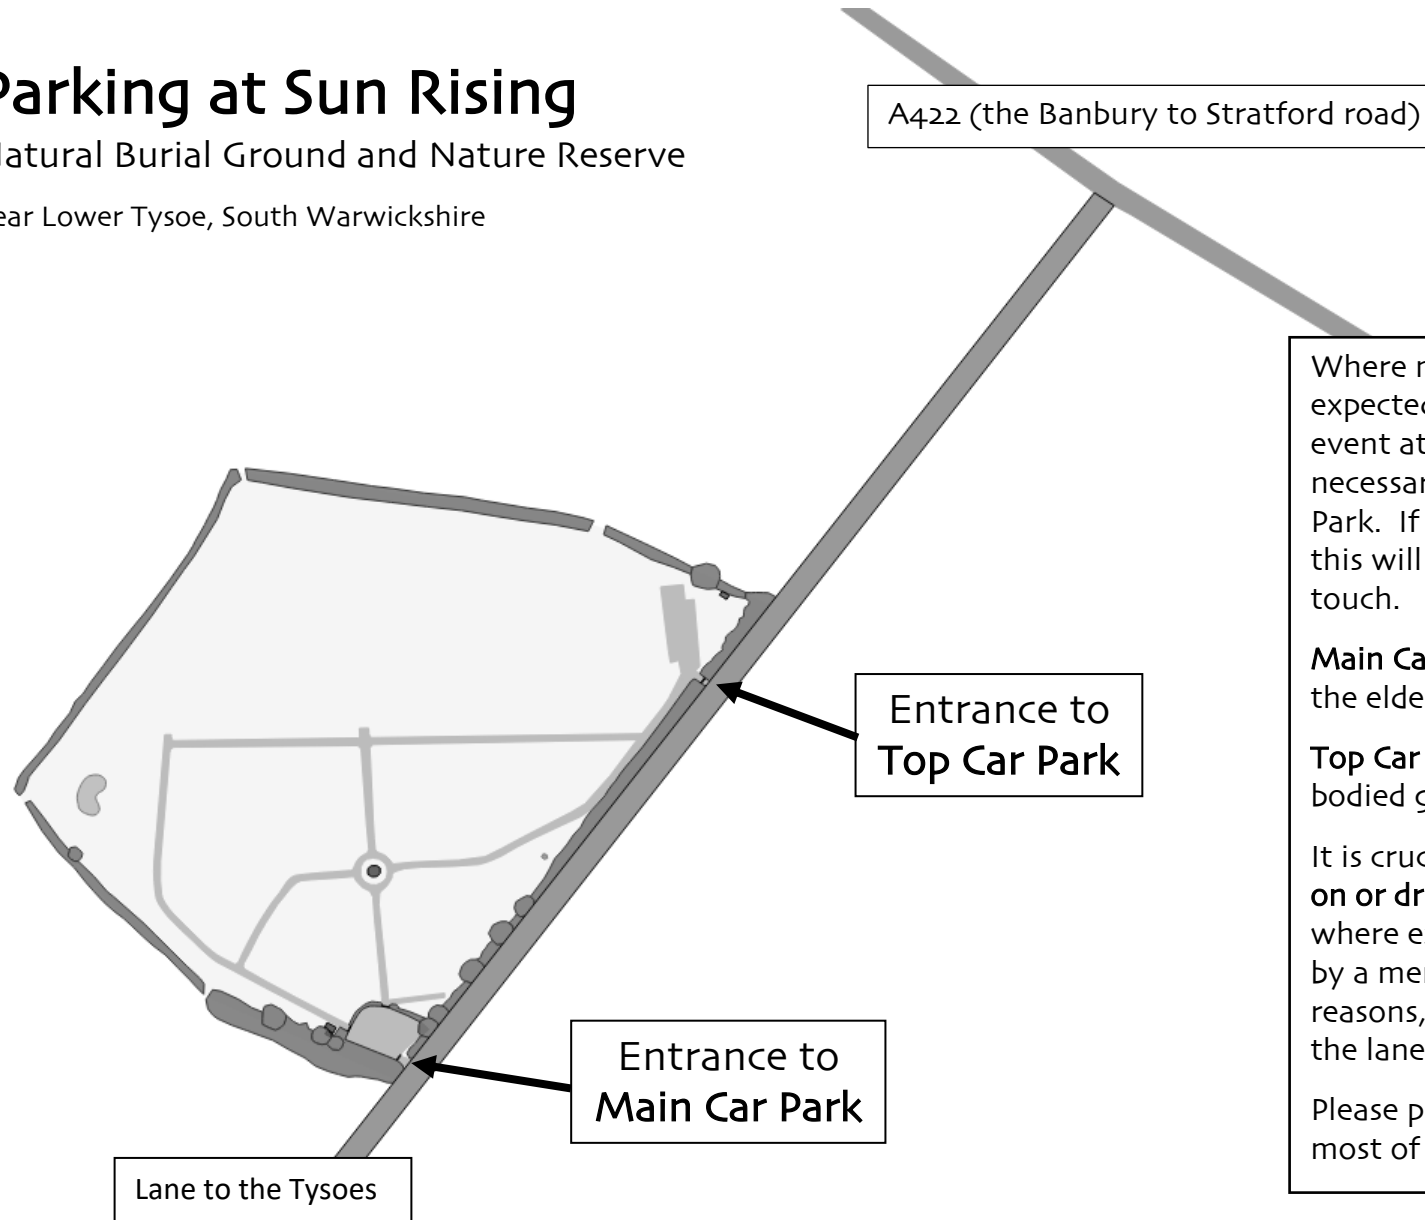 Parking at Sun Rising
Natural Burial Ground and Nature Reserve
near Lower Tysoe, South Warwickshire
A422 (the Banbury to Stratford road)
Where
expected
event at
necessar
Park. If
this will
touch.
Main Ca
the elde
Top Car
bodied g
It is cruc
on or dr
where e
by a mer
reasons,
the lane
Please p
most of
Entrance to
Top Car Park
Entrance to
Main Car Park
Lane to the Tysoes